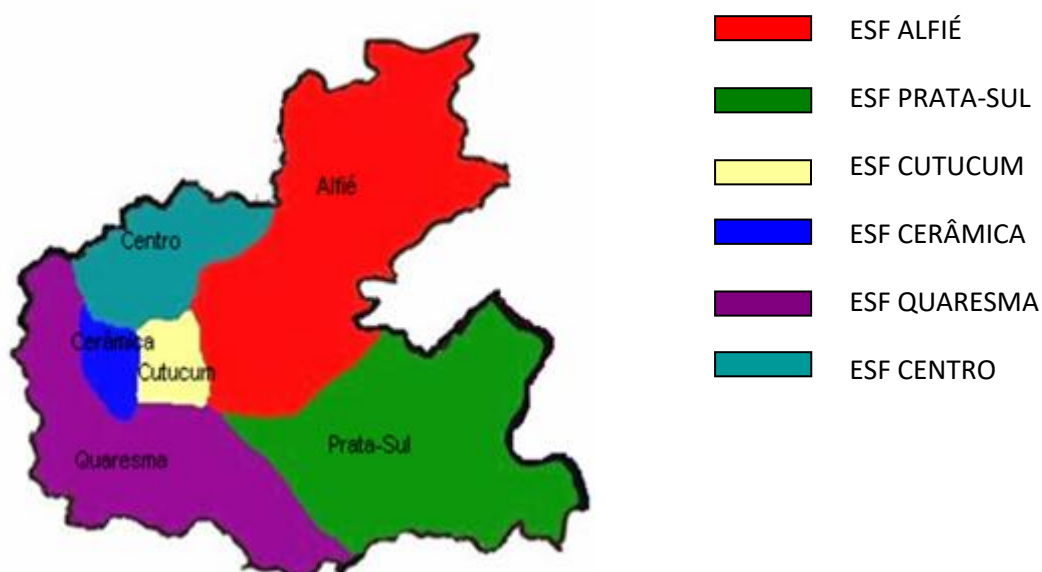 Alfié
Centro
Cerâmica
Cutucum
Quaresma
Prata-Sul
ESF ALFIÉ
ESF PRATA-SUL
ESF CUTUCUM
ESF CERÂMICA
ESF QUARESMA
ESF CENTRO